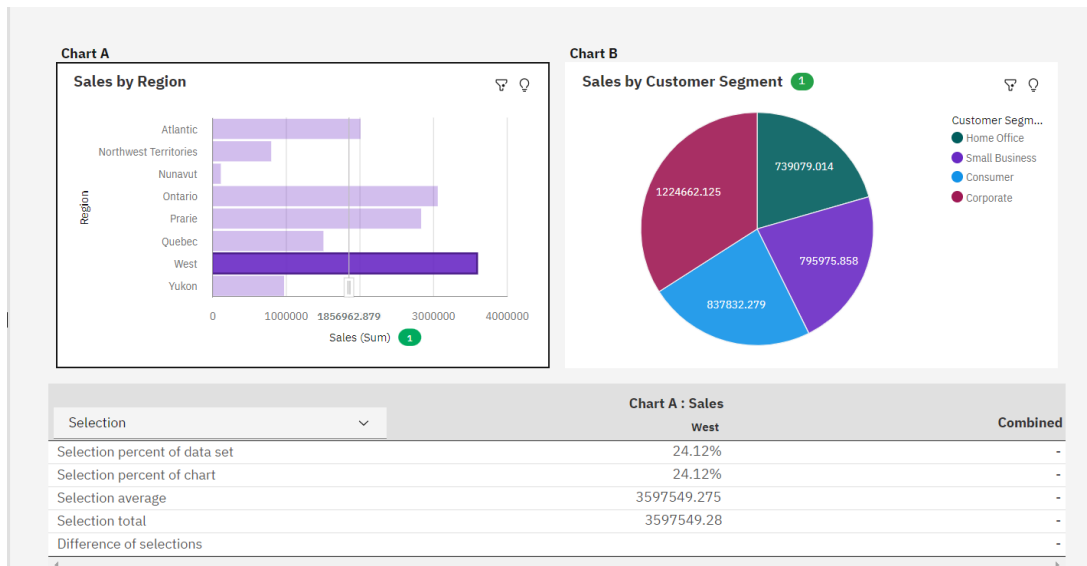 Chart A
Sales by Region
Region
Atlantic
Northwest Territories
Nunavut
Ontario
Prarie
Quebec
West
Yukon
0 1000000 1856962.879 3000000 4000000
Sales (Sum) 1
Chart B
Sales by Customer Segment 1
739079.014
1224662.125
795975.858
837832.279
Customer Segm...
Home Office
Small Business
Consumer
Corporate
Selection
Chart A : Sales
West
Combined
Selection percent of data set 24.12% -
Selection percent of chart 24.12% -
Selection average 3597549.275 -
Selection total 3597549.28 -
Difference of selections -